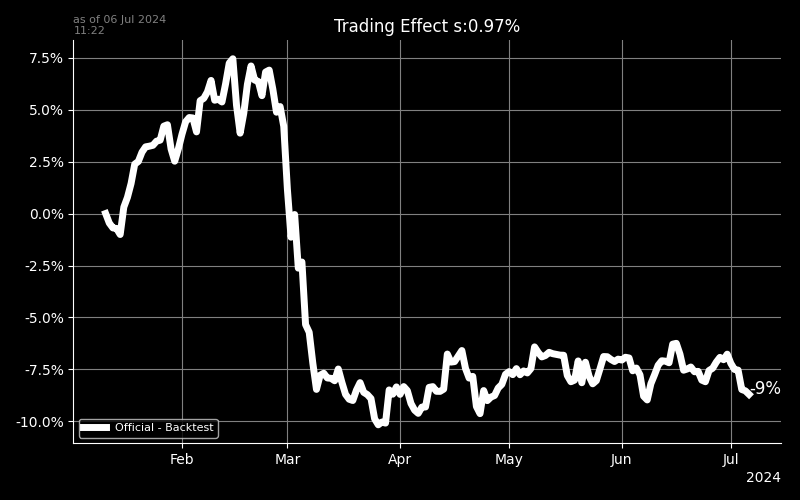 as of 06 Jul 2024
11:22
Trading Effect s:0.97%
7.5%
5.0%
2.5%
0.0%
-2.5%
-5.0%
-7.5%
-10.0%
-9%
Official - Backtest
Feb Mar Apr May Jun Jul
2024